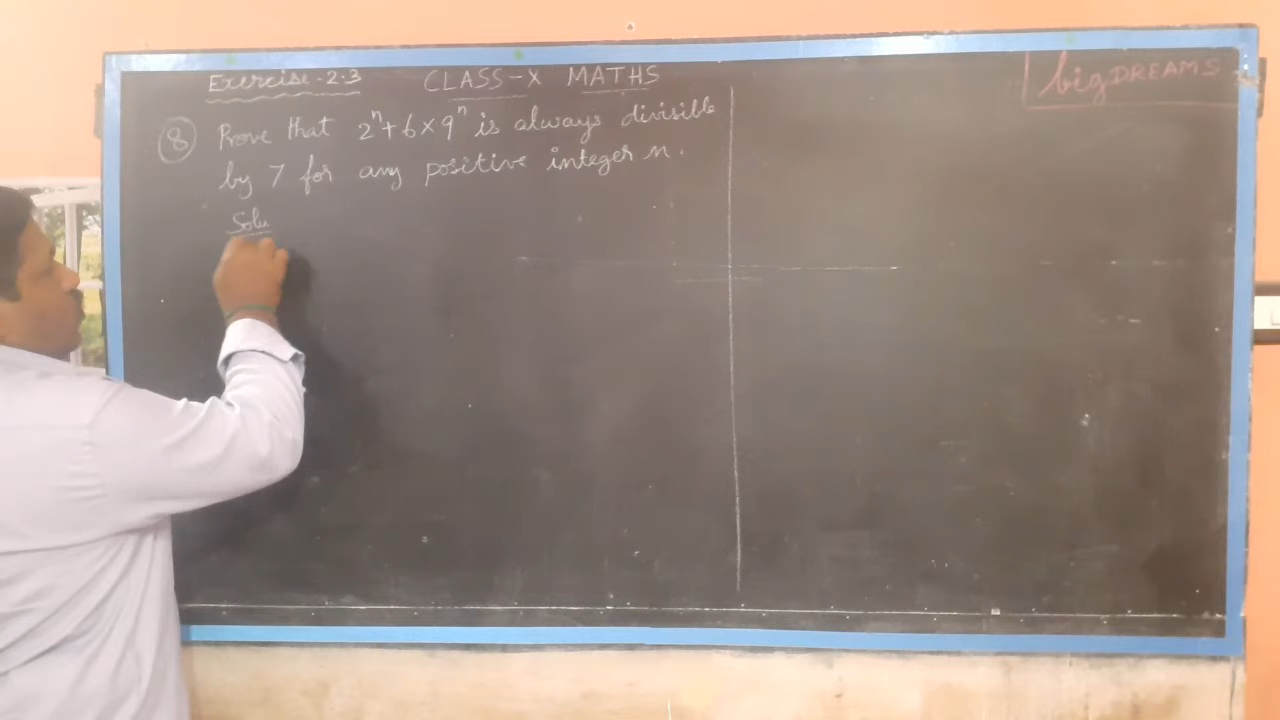 Exercise-2.3 CLASS-X MATHS
bigDREAMS
⑧ Prove that 2ⁿ+6×9ⁿ is always divisible
by 7 for any positive integer n.
Solu